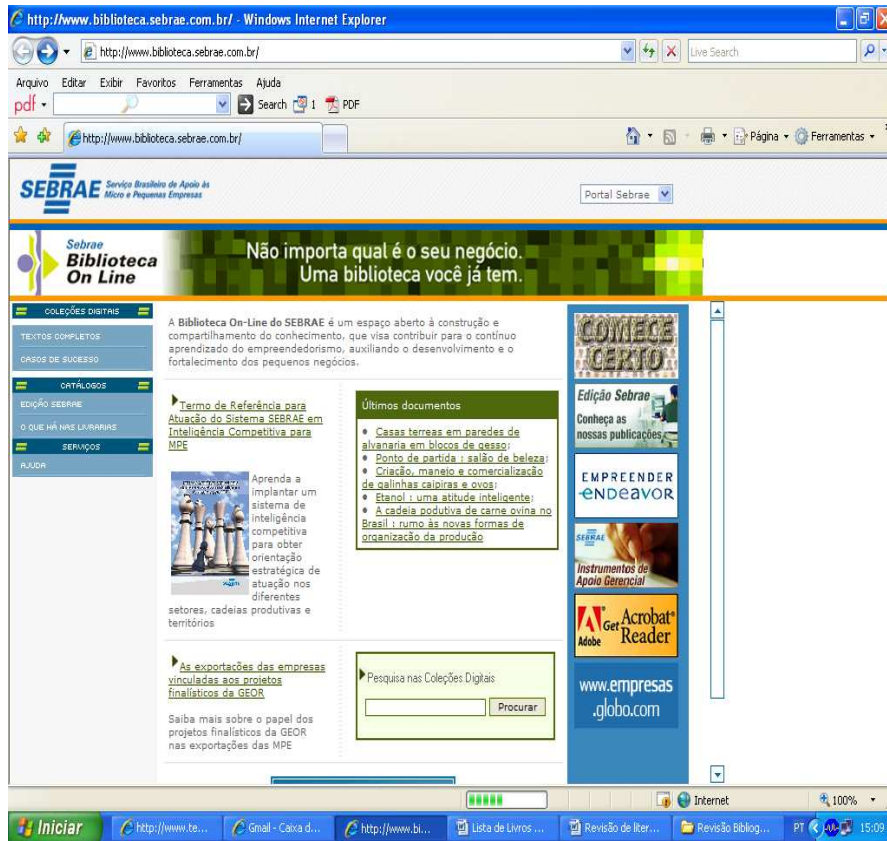 http://www.biblioteca.sebrae.com.br/ - Windows Internet Explorer
http://www.biblioteca.sebrae.com.br/
Live Search
Arquivo Editar Exibir Favoritos Ferramentas Ajuda
pdf Search 1 PDF
http://www.biblioteca.sebrae.com.br/
Página Ferramentas
SEBRAE
Serviço Brasileiro de Apoio às
Micro e Pequenas Empresas
Portal Sebrae
Sebrae
Biblioteca
On Line
Não importa qual é o seu negócio.
Uma biblioteca você já tem.
COLEÇÕES DIGITAIS
TEXTOS COMPLETOS
CASOS DE SUCESSO
CATÁLOGOS
EDIÇÃO SEBRAE
O QUE HÁ NAS LIVRARIAS
SERVIÇOS
AJUDA
A Biblioteca On-Line do SEBRAE é um espaço aberto à construção e
compartilhamento do conhecimento, que visa contribuir para o contínuo
aprendizado do empreendedorismo, auxiliando o desenvolvimento e o
fortalecimento dos pequenos negócios.
Termo de Referência para
Atuação do Sistema SEBRAE em
Inteligência Competitiva para
MPE
Aprenda a
implantar um
sistema de
inteligência
competitiva
para obter
orientação
estratégica de
atuação nos
diferentes
setores, cadeias produtivas e
territórios
Últimos documentos
Casas terreas em paredes de
alvanaria em blocos de gesso;
Ponto de partida : salão de beleza;
Criação, manejo e comercialização
de galinhas caipiras e ovos;
Etanol : uma atitude inteligente;
A cadeia podutiva de carne ovina no
Brasil : rumo às novas formas de
organização da produção
As exportações das empresas
vinculadas aos projetos
finalísticos da GEOR
Saiba mais sobre o papel dos
projetos finalísticos da GEOR
nas exportações das MPE
Pesquisa nas Coleções Digitais
Procurar
COMECE
CERTO
Edição Sebrae
Conheça as
nossas publicações
EMPREENDER
ENDEAVOR
SEBRAE
Instrumentos de
Apoio Gerencial
Adobe
Get Acrobat®
Reader
www.empresas
.globo.com
Internet 100%
Iniciar http://www.te... Gmail - Caixa d... http://www.bi... Lista de Livros ... Revisão de liter... Revisão Bibliog... PT 15:09